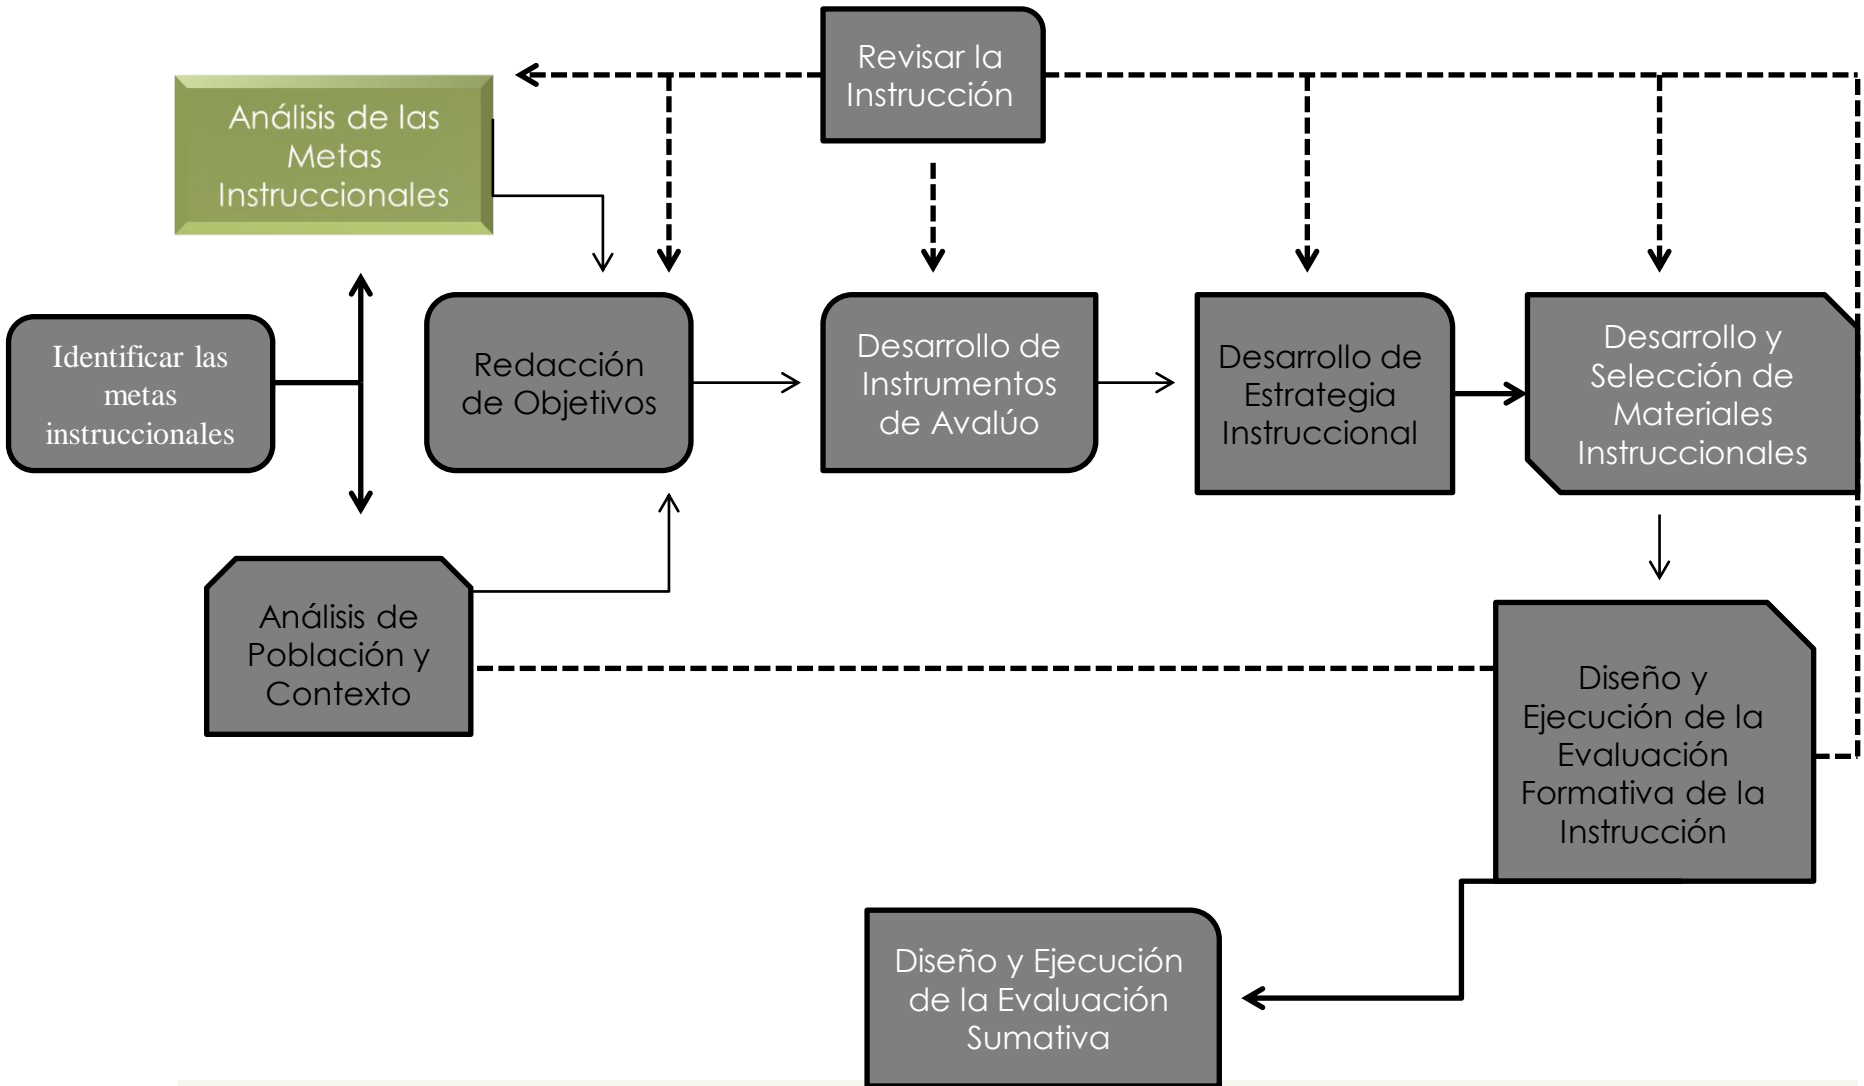 Revisar la
Instrucción
Análisis de las
Metas
Instruccionales
Identificar las
metas
instruccionales
Redacción
de Objetivos
Desarrollo de
Instrumentos
de Avalúo
Desarrollo de
Estrategia
Instruccional
Desarrollo y
Selección de
Materiales
Instruccionales
Análisis de
Población y
Contexto
Diseño y
Ejecución de la
Evaluación
Formativa de la
Instrucción
Diseño y Ejecución
de la Evaluación
Sumativa